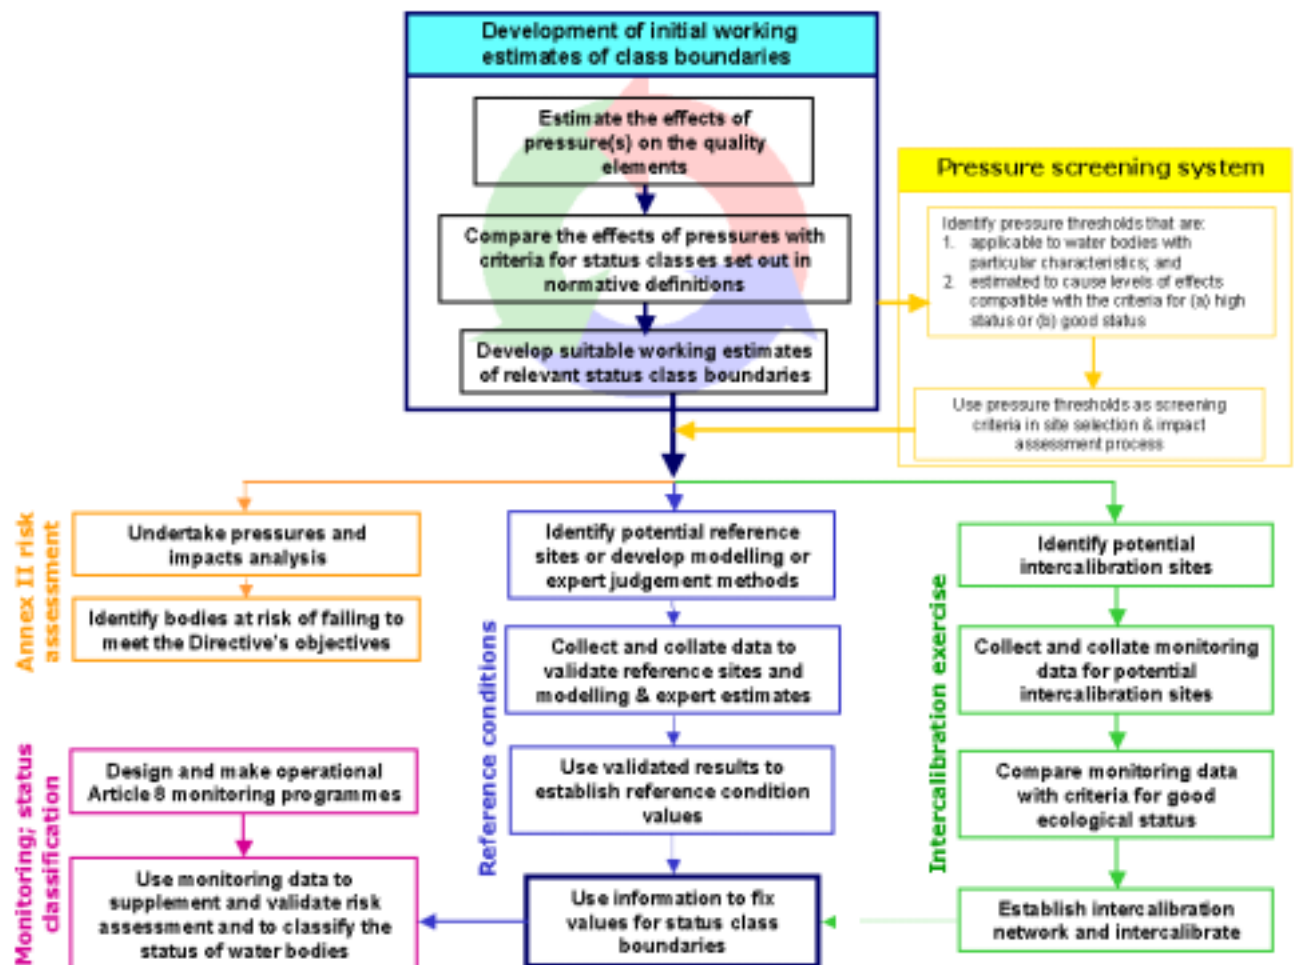 Development of initial working
estimates of class boundaries
Estimate the effects of
pressure(s) on the quality
elements
Compare the effects of pressures with
criteria for status classes set out in
normative definitions
Develop suitable working estimates
of relevant status class boundaries
Pressure screening system
Identify pressure thresholds that are:
1. applicable to water bodies with
particular characteristics; and
2. estimated to cause levels of effects
compatible with the criteria for (a) high
status or (b) good status
Use pressure thresholds as screening
criteria in site selection & impact
assessment process
Annex II risk
assessment
Undertake pressures and
impacts analysis
Identify bodies at risk of failing to
meet the Directive's objectives
Monitoring; status
classification
Design and make operational
Article 8 monitoring programmes
Use monitoring data to
supplement and validate risk
assessment and to classify the
status of water bodies
Reference conditions
Identify potential reference
sites or develop modelling or
expert judgement methods
Collect and collate data to
validate reference sites and
modelling & expert estimates
Use validated results to
establish reference condition
values
Use information to fix
values for status class
boundaries
Intercalibration exercise
Identify potential
intercalibration sites
Collect and collate monitoring
data for potential
intercalibration sites
Compare monitoring data
with criteria for good
ecological status
Establish intercalibration
network and intercalibrate